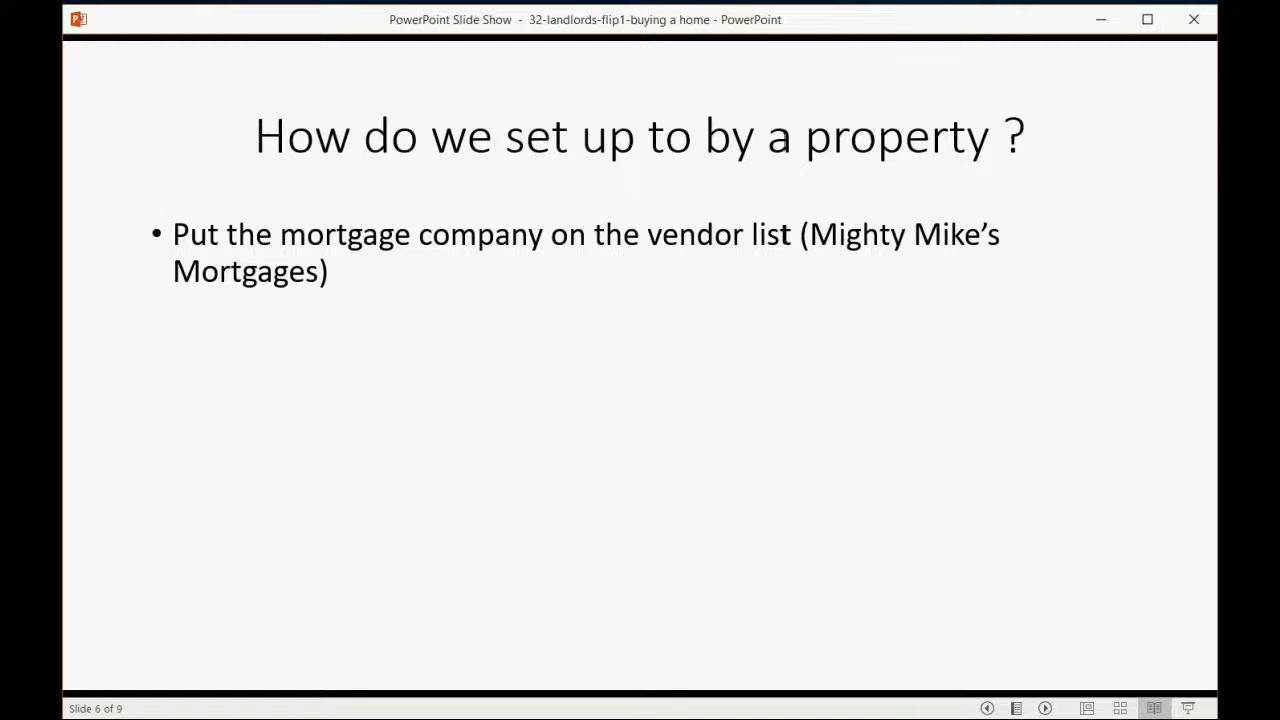 PowerPoint Slide Show - 32-landlords-flip1-buying a home - PowerPoint
How do we set up to by a property ?
• Put the mortgage company on the vendor list (Mighty Mike’s
Mortgages)
Slide 6 of 9